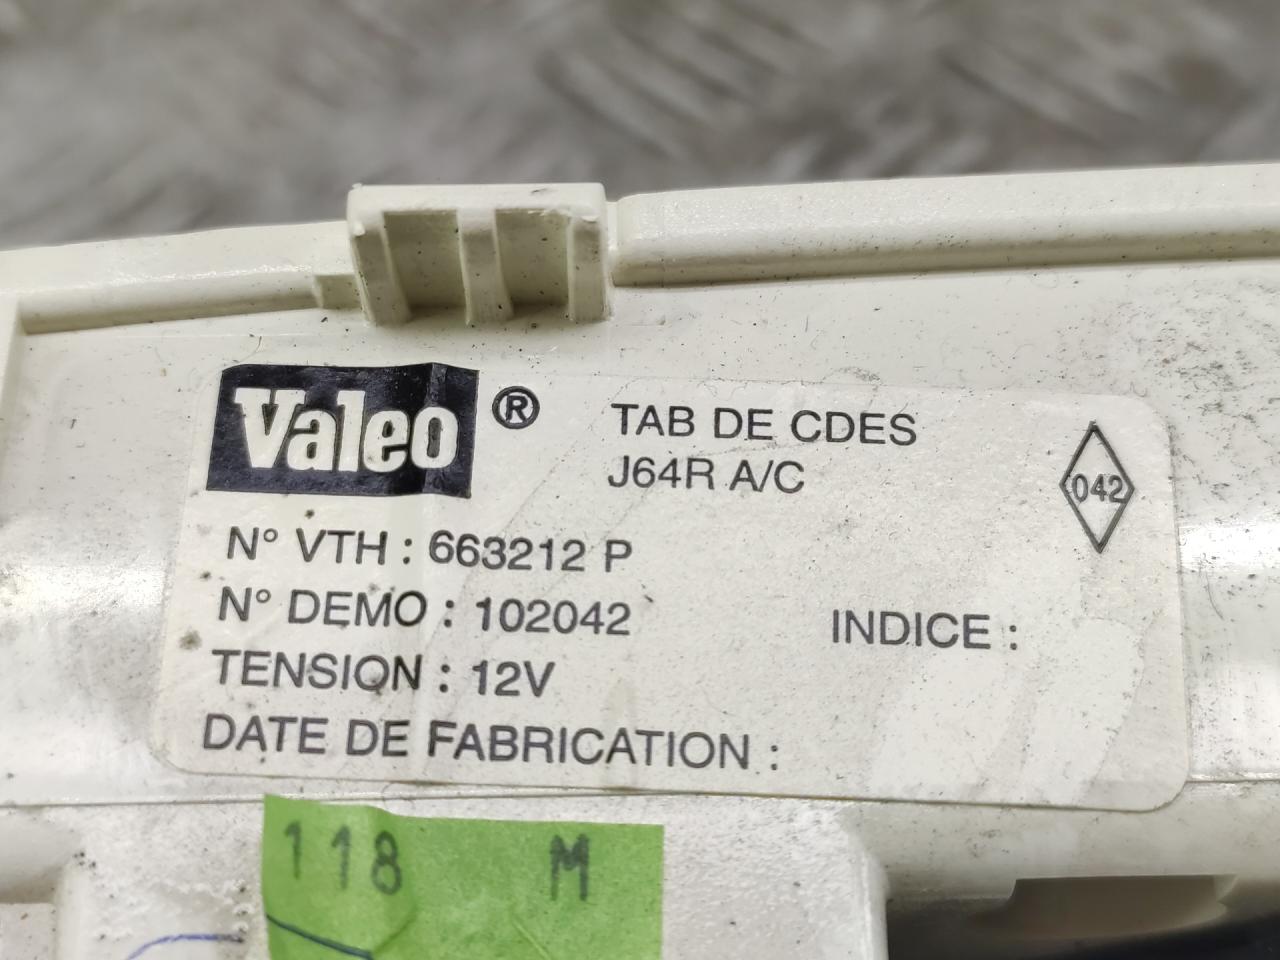 Valeo ®
TAB DE CDES
J64R A/C
042
N° VTH : 663212 P
N° DEMO : 102042
INDICE :
TENSION : 12V
DATE DE FABRICATION :
118 M